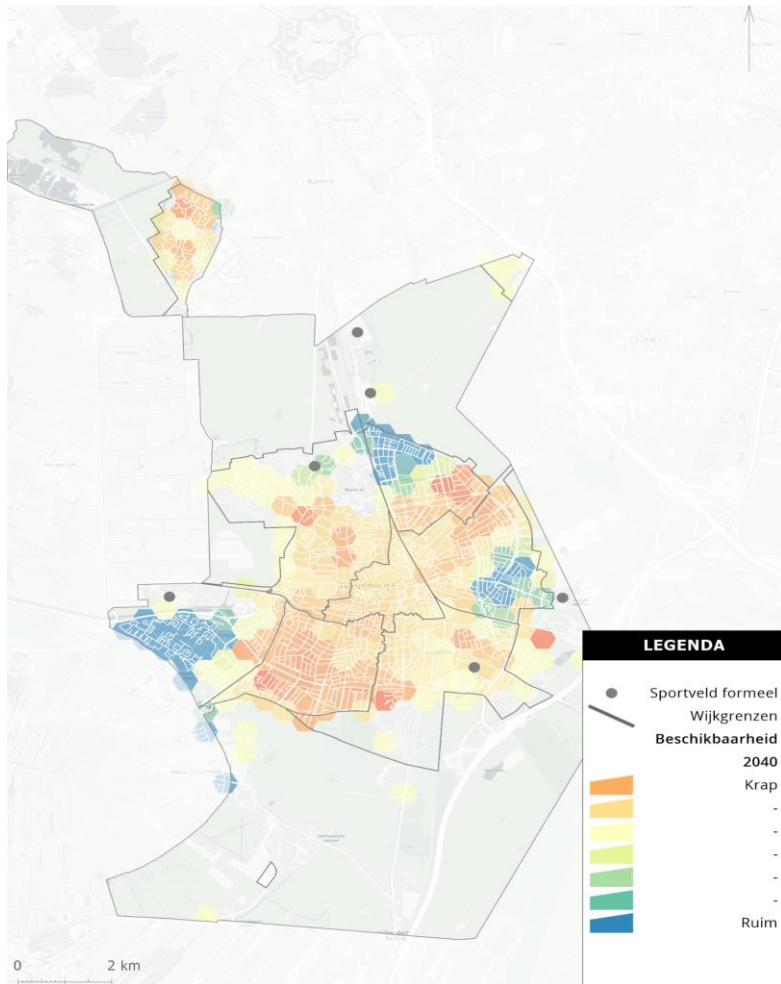 LEGENDA
Sportveld formeel
Wijkgrenzen
Beschikbaarheid
2040
Krap
-
-
-
-
-
Ruim
0 2 km